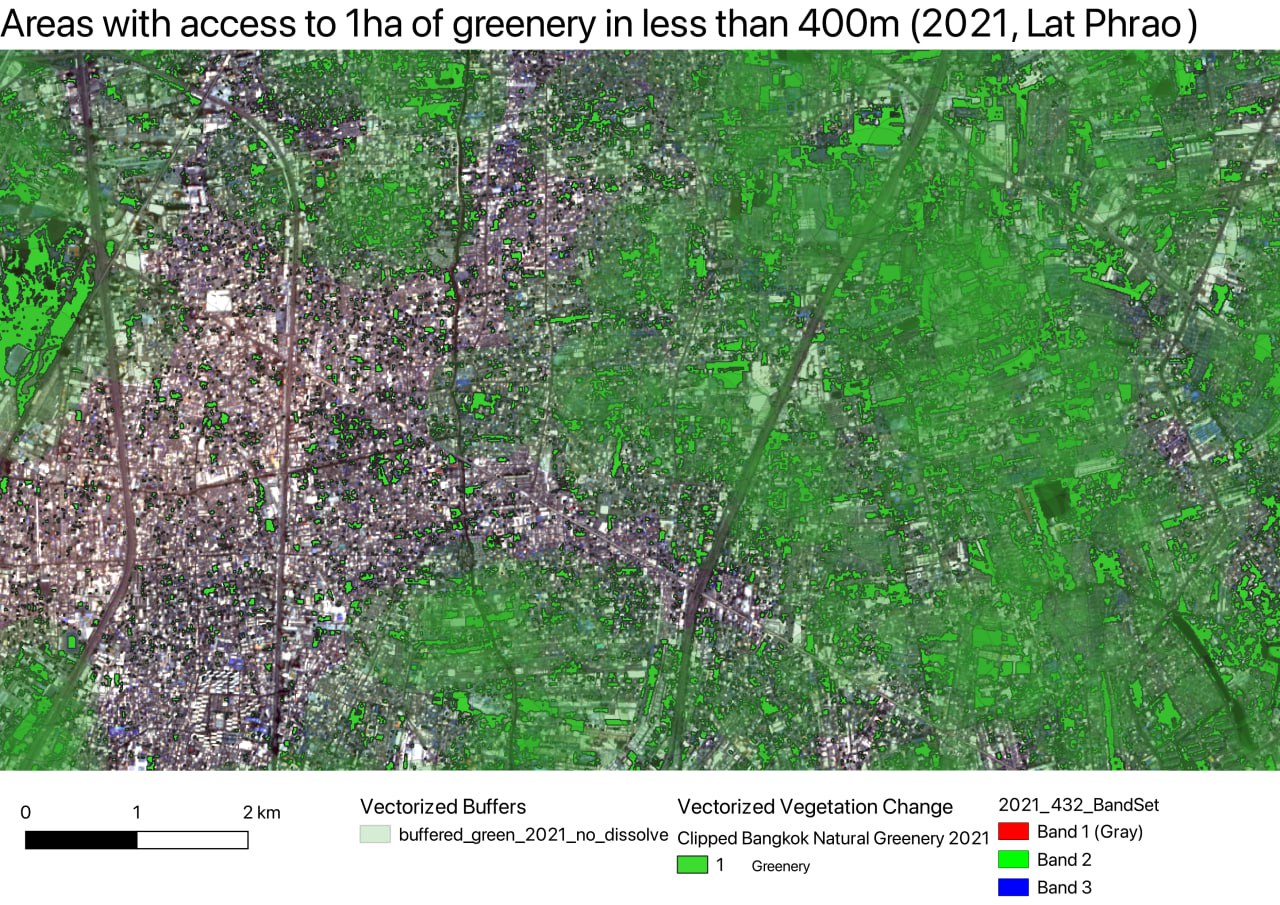 Areas with access to 1ha of greenery in less than 400m (2021, Lat Phrao )
0 1 2 km
Vectorized Buffers
buffered_green_2021_no_dissolve
Vectorized Vegetation Change
Clipped Bangkok Natural Greenery 2021
1 Greenery
2021_432_BandSet
Band 1 (Gray)
Band 2
Band 3